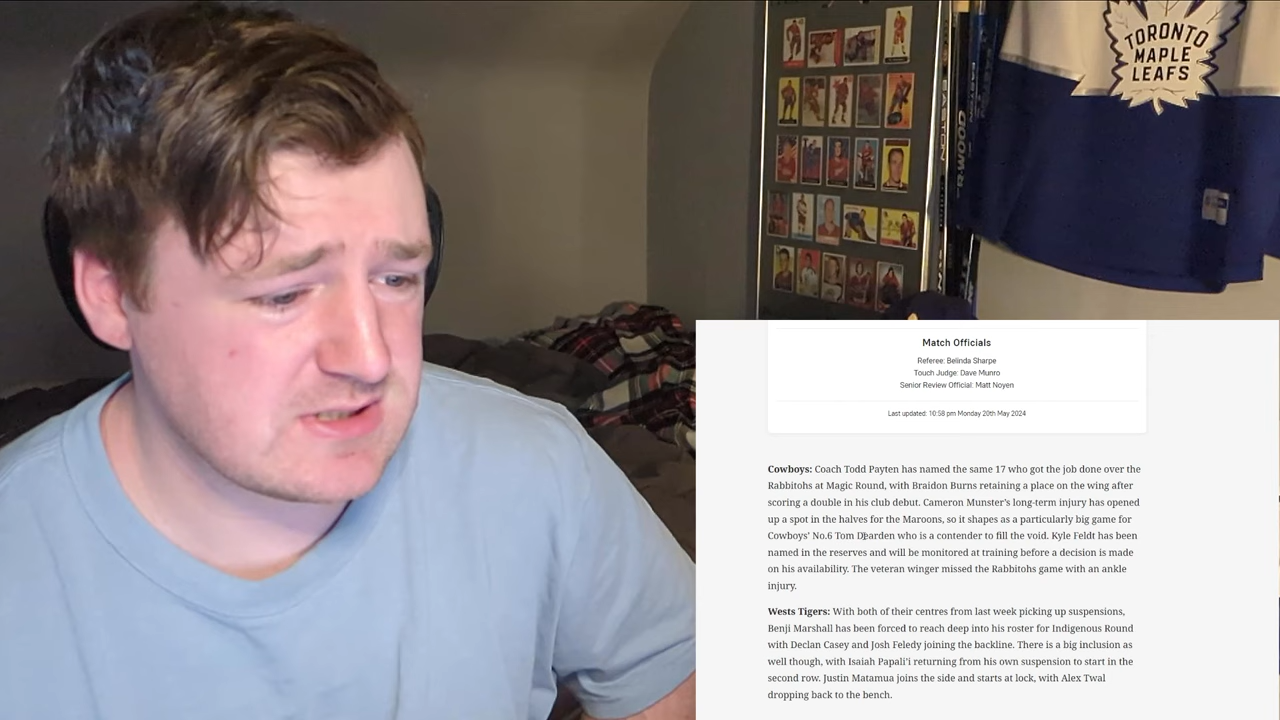 TORONTO
MAPLE
LEAFS
EASTON
Match Officials
Referee: Belinda Sharpe
Touch Judge: Dave Munro
Senior Review Official: Matt Noyen
Last updated: 10:58 pm Monday 20th May 2024
Cowboys: Coach Todd Payten has named the same 17 who got the job done over the
Rabbitohs at Magic Round, with Braidon Burns retaining a place on the wing after
scoring a double in his club debut. Cameron Munster's long-term injury has opened
up a spot in the halves for the Maroons, so it shapes as a particularly big game for
Cowboys' No.6 Tom Dearden who is a contender to fill the void. Kyle Feldt has been
named in the reserves and will be monitored at training before a decision is made
on his availability. The veteran winger missed the Rabbitohs game with an ankle
injury.
Wests Tigers: With both of their centres from last week picking up suspensions,
Benji Marshall has been forced to reach deep into his roster for Indigenous Round
with Declan Casey and Josh Feledy joining the backline. There is a big inclusion as
well though, with Isaiah Papali'i returning from his own suspension to start in the
second row. Justin Matamua joins the side and starts at lock, with Alex Twal
dropping back to the bench.